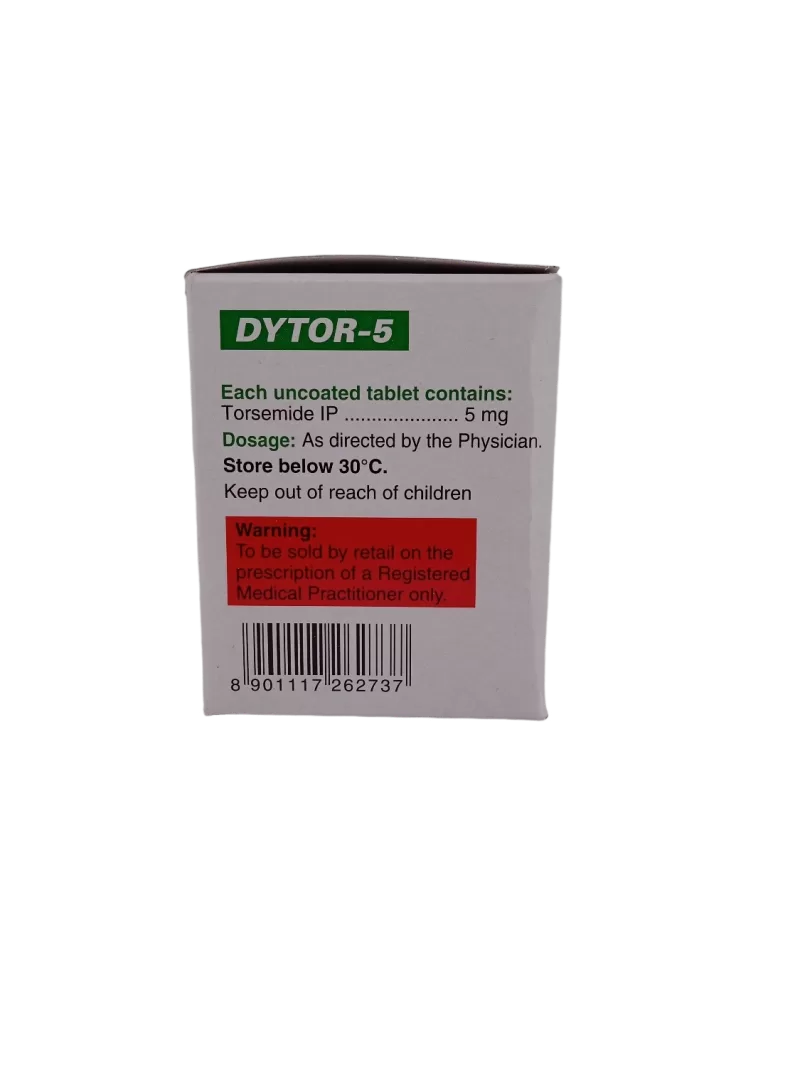 DYTOR-5
Each uncoated tablet contains:
Torsemide IP ..................... 5 mg
Dosage: As directed by the Physician.
Store below 30°C.
Keep out of reach of children
Warning:
To be sold by retail on the
prescription of a Registered
Medical Practitioner only.
8 901117 262737